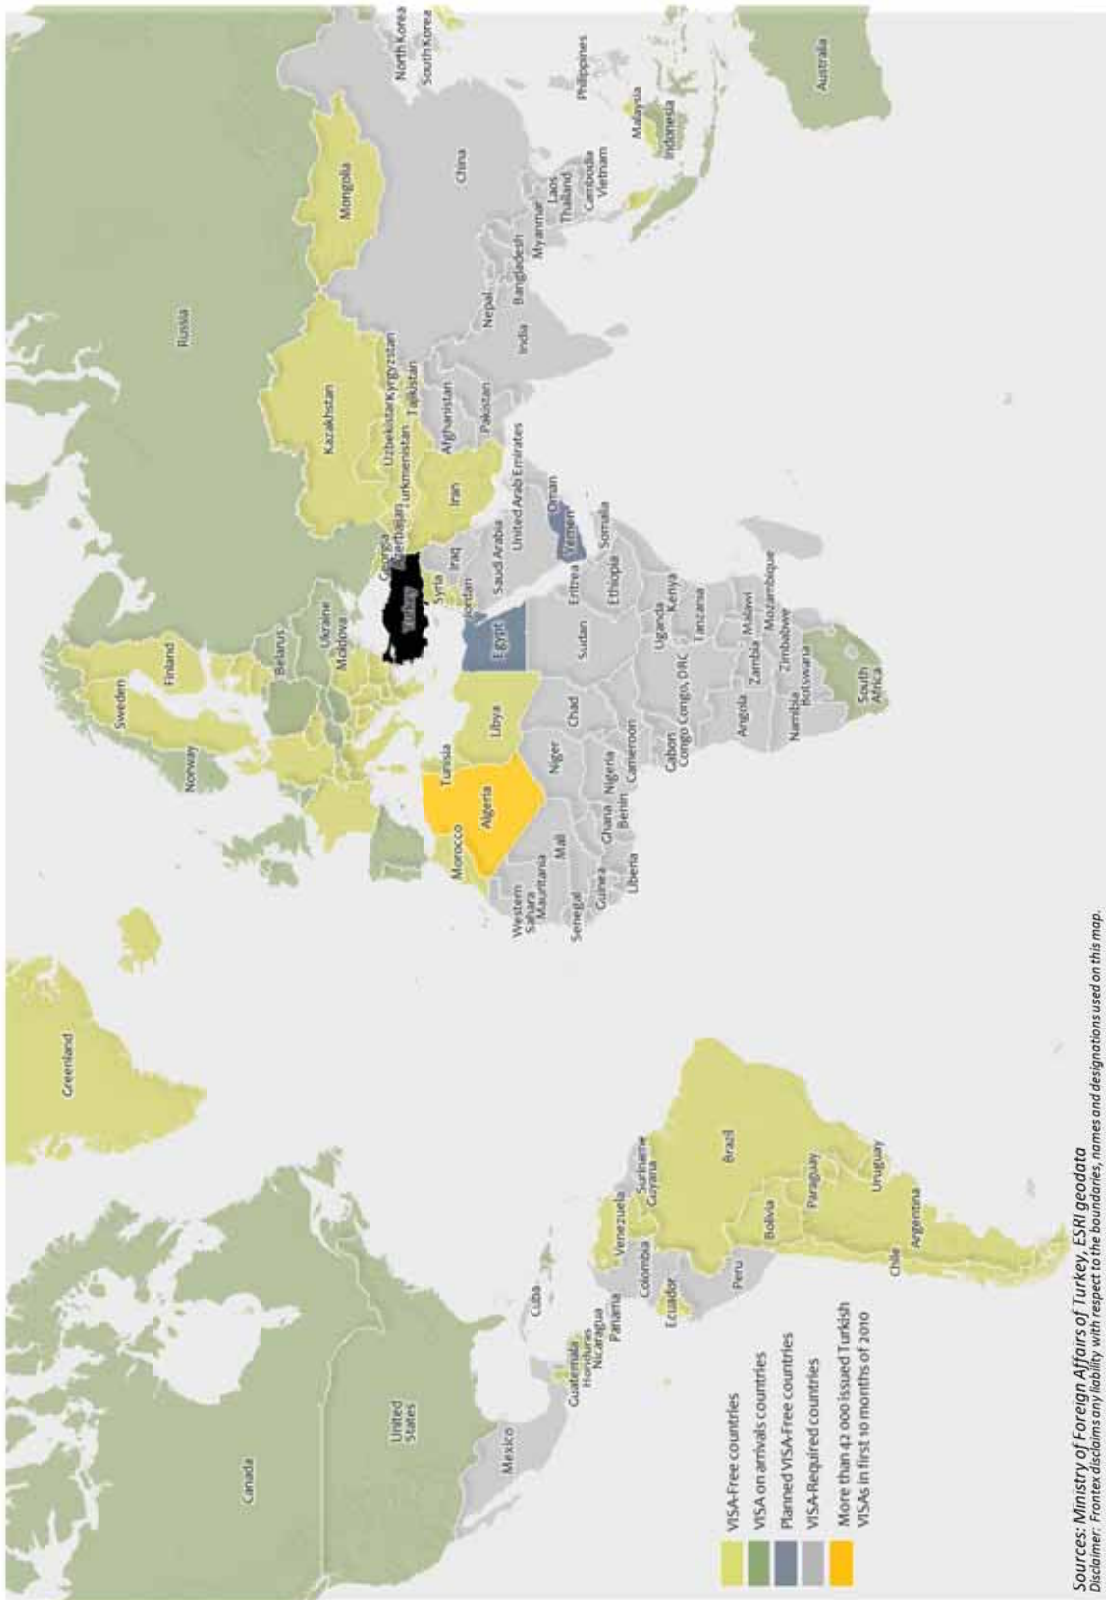 Greenland
Canada
United
States
Mexico
Cuba
Guatemala
Honduras
Nicaragua
Panama
Venezuela
Colombia
Suriname
Guyana
Ecuador
Peru
Brazil
Bolivia
Paraguay
Uruguay
Argentina
Chile
Norway
Sweden
Finland
Russia
Belarus
Ukraine
Moldova
Georgia
Azerbaijan
Turkey
Kazakhstan
Uzbekistan
Kyrgyzstan
Turkmenistan
Tajikistan
Mongolia
China
North Korea
South Korea
Syria
Iraq
Iran
Jordan
Afghanistan
Pakistan
Saudi Arabia
United Arab Emirates
Oman
Yemen
Nepal
India
Bangladesh
Myanmar
Laos
Thailand
Cambodia
Vietnam
Philippines
Malaysia
Indonesia
Australia
Morocco
Algeria
Tunisia
Libya
Egypt
Western
Sahara
Mauritania
Mali
Niger
Chad
Sudan
Eritrea
Ethiopia
Somalia
Senegal
Guinea
Liberia
Ghana
Benin
Nigeria
Cameroon
Gabon
Congo
Congo, DRC
Uganda
Kenya
Tanzania
Angola
Zambia
Malawi
Mozambique
Zimbabwe
Namibia
Botswana
South
Africa
VISA-Free countries
VISA on arrivals countries
Planned VISA-Free countries
VISA-Required countries
More than 42 000 issued Turkish
VISAs in first 10 months of 2010
Sources: Ministry of Foreign Affairs of Turkey, ESRI geodata
Disclaimer: Frontex disclaims any liability with respect to the boundaries, names and designations used on this map.